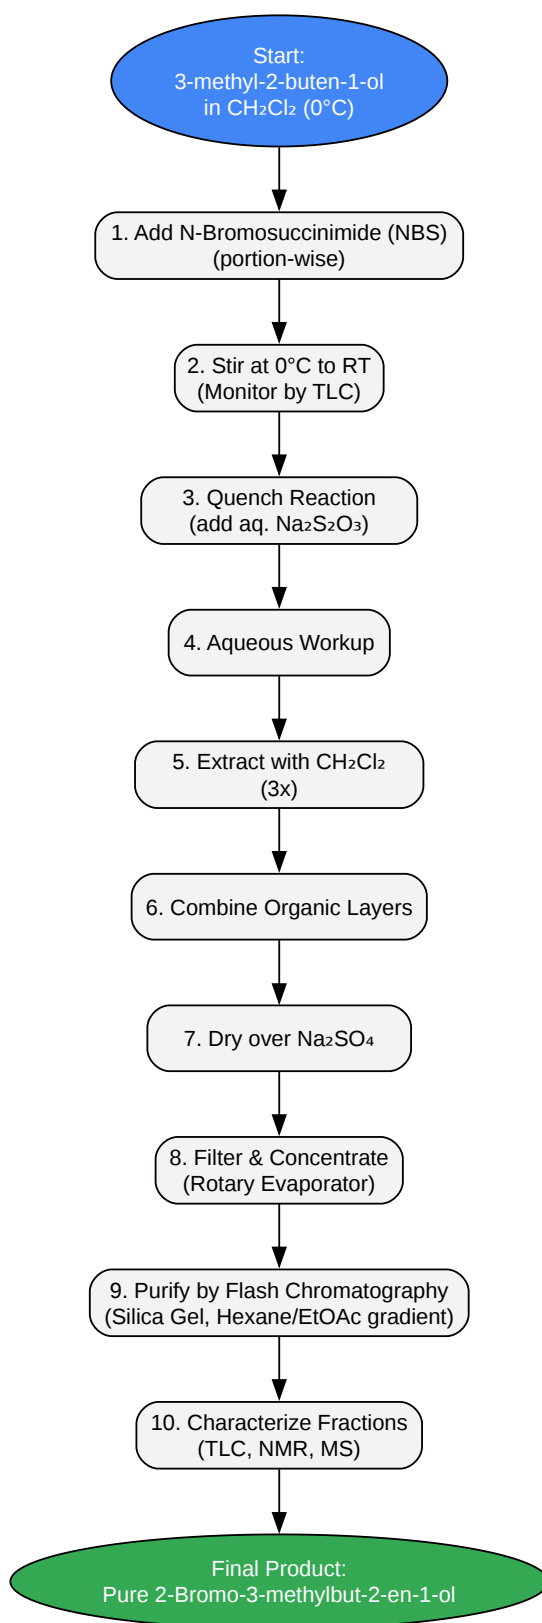 Start:
3-methyl-2-buten-1-ol
in CH₂Cl₂ (0°C)
1. Add N-Bromosuccinimide (NBS)
(portion-wise)
2. Stir at 0°C to RT
(Monitor by TLC)
3. Quench Reaction
(add aq. Na₂S₂O₃)
4. Aqueous Workup
5. Extract with CH₂Cl₂
(3x)
6. Combine Organic Layers
7. Dry over Na₂SO₄
8. Filter & Concentrate
(Rotary Evaporator)
9. Purify by Flash Chromatography
(Silica Gel, Hexane/EtOAc gradient)
10. Characterize Fractions
(TLC, NMR, MS)
Final Product:
Pure 2-Bromo-3-methylbut-2-en-1-ol